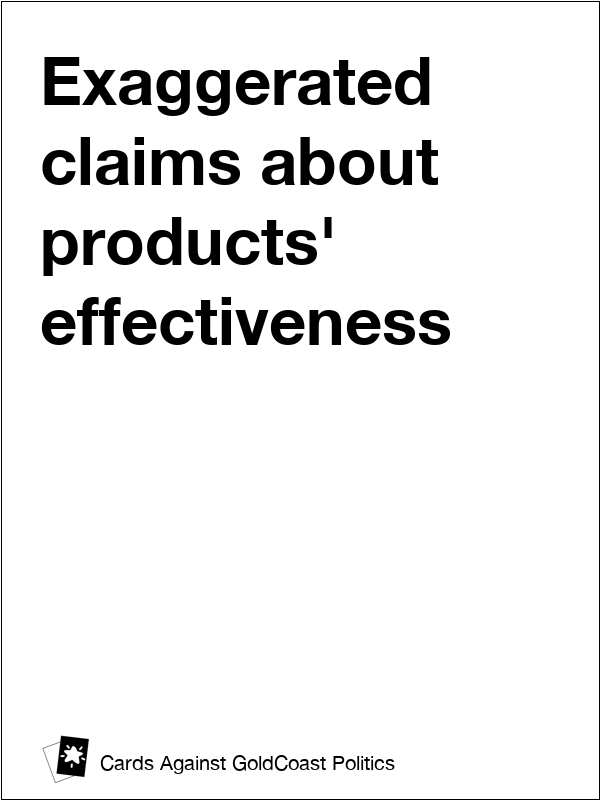 Exaggerated
claims about
products'
effectiveness
Cards Against GoldCoast Politics